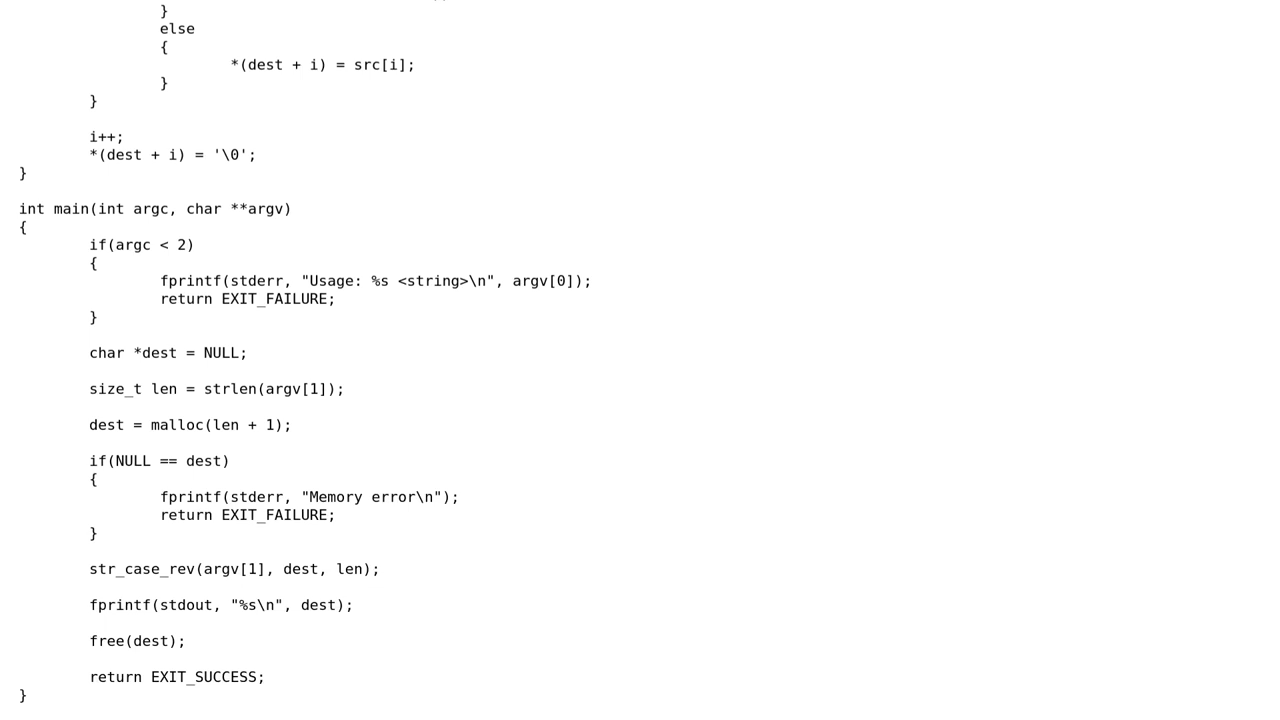 }
                else
                {
                        *(dest + i) = src[i];
                }
        }

        i++;
        *(dest + i) = '\0';
}

int main(int argc, char **argv)
{
        if(argc < 2)
        {
                fprintf(stderr, "Usage: %s <string>\n", argv[0]);
                return EXIT_FAILURE;
        }

        char *dest = NULL;

        size_t len = strlen(argv[1]);

        dest = malloc(len + 1);

        if(NULL == dest)
        {
                fprintf(stderr, "Memory error\n");
                return EXIT_FAILURE;
        }

        str_case_rev(argv[1], dest, len);

        fprintf(stdout, "%s\n", dest);

        free(dest);

        return EXIT_SUCCESS;
}